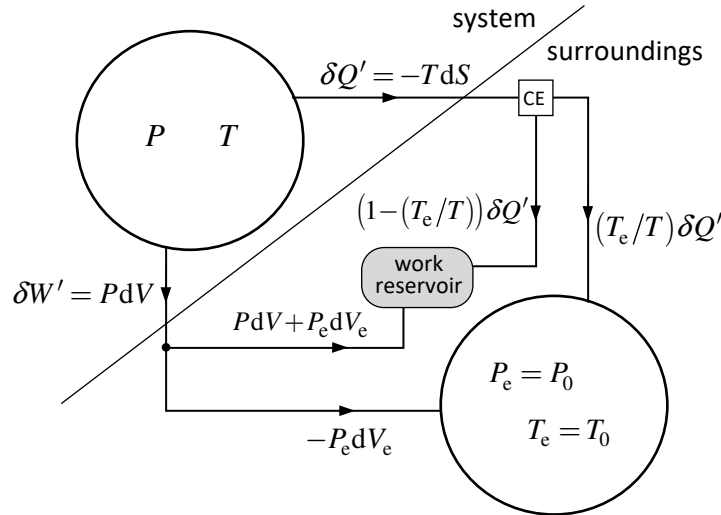 system
surroundings
δQ′ = −TdS
CE
P T
(1−(Tₑ/T)) δQ′
(Tₑ/T) δQ′
work
reservoir
δW′ = PdV
PdV + PₑdVₑ
Pₑ = P₀
Tₑ = T₀
−PₑdVₑ